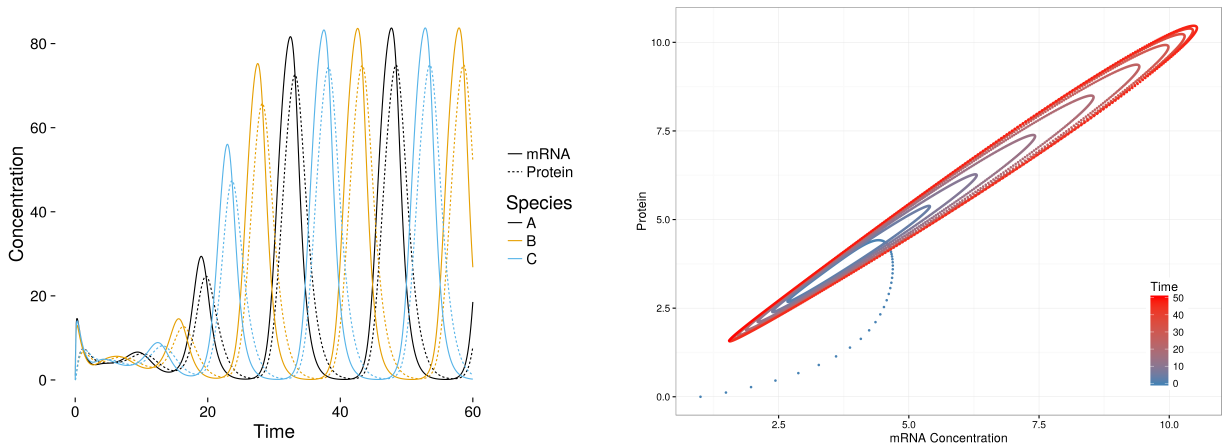 80
60
40
20
0
Concentration
0
20
40
60
Time
mRNA
Protein
Species
A
B
C
10.0
7.5
5.0
2.5
0.0
Protein
2.5
5.0
7.5
10.0
mRNA Concentration
Time
50
40
30
20
10
0